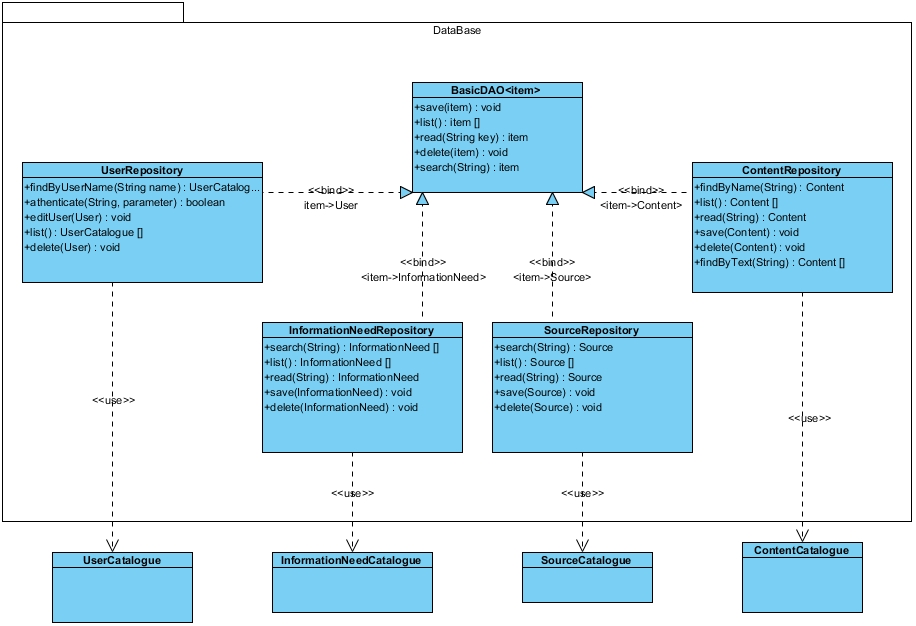 DataBase
BasicDAO<item>
+save(item) : void
+list() : item []
+read(String key) : item
+delete(item) : void
+search(String) : item
UserRepository
+findByUserName(String name) : UserCatalog...
+athenticate(String, parameter) : boolean
+editUser(User) : void
+list() : UserCatalogue []
+delete(User) : void
<<bind>>
item->User
<<bind>>
<item->Content>
ContentRepository
+findByName(String) : Content
+list() : Content []
+read(String) : Content
+save(Content) : void
+delete(Content) : void
+findByText(String) : Content []
<<bind>>
<item->InformationNeed>
<<bind>>
<item->Source>
InformationNeedRepository
+search(String) : InformationNeed []
+list() : InformationNeed []
+read(String) : InformationNeed
+save(InformationNeed) : void
+delete(InformationNeed) : void
SourceRepository
+search(String) : Source
+list() : Source []
+read(String) : Source
+save(Source) : void
+delete(Source) : void
<<use>>
<<use>>
<<use>>
<<use>>
UserCatalogue
InformationNeedCatalogue
SourceCatalogue
ContentCatalogue